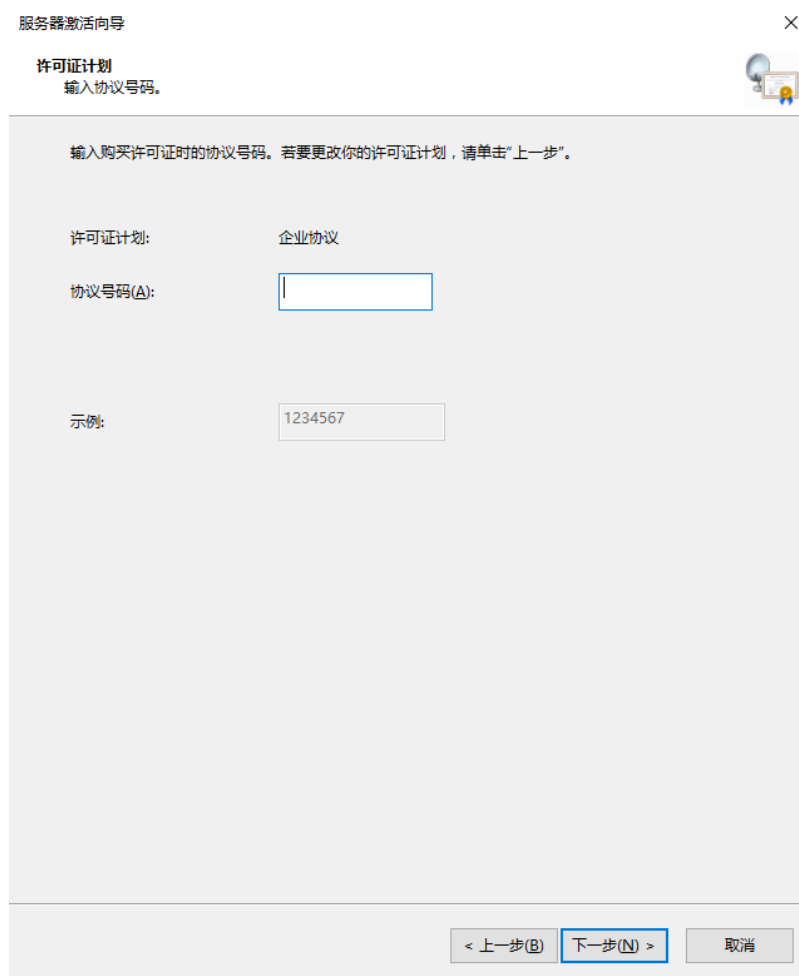 服务器激活向导
许可证计划
输入协议号码。
输入购买许可证时的协议号码。若要更改你的许可证计划，请单击“上一步”。
许可证计划: 企业协议
协议号码(A):
示例: 1234567
< 上一步(B) 下一步(N) > 取消